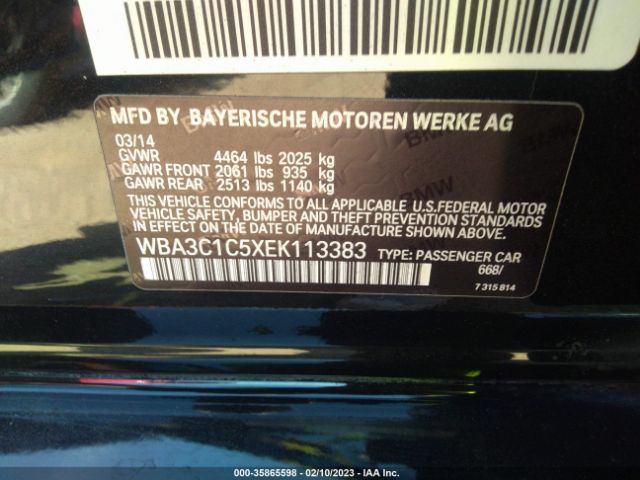 MFD BY BAYERISCHE MOTOREN WERKE AG
03/14
GVWR 4464 lbs 2025 kg
GAWR FRONT 2061 lbs 935 kg
GAWR REAR 2513 lbs 1140 kg
THIS VEHICLE CONFORMS TO ALL APPLICABLE U.S.FEDERAL MOTOR
VEHICLE SAFETY, BUMPER AND THEFT PREVENTION STANDARDS
IN EFFECT ON THE DATE OF MANUFACTURE SHOWN ABOVE.
WBA3C1C5XEK113383 TYPE: PASSENGER CAR
668/
7 315 814
000-35865598 - 02/10/2023 - IAA Inc.